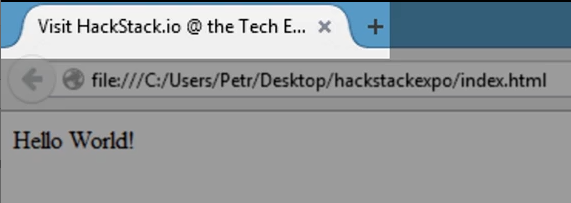 Visit HackStack.io @ the Tech E...
file:///C:/Users/Petr/Desktop/hackstackexpo/index.html
Hello World!